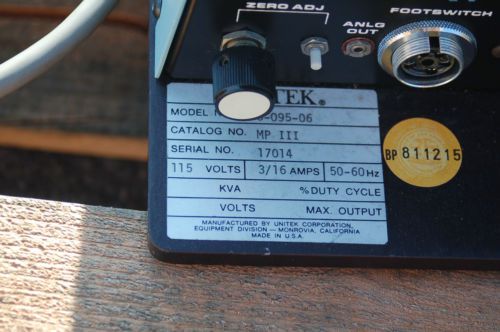 ZERO ADJ
ANLG
OUT
FOOTSWITCH
TEK®
MODEL N -095-06
CATALOG NO. MP III
SERIAL NO. 17014
115 VOLTS 3/16 AMPS 50-60Hz
KVA %DUTY CYCLE
VOLTS MAX. OUTPUT
MANUFACTURED BY UNITEK CORPORATION,
EQUIPMENT DIVISION — MONROVIA, CALIFORNIA
MADE IN U.S.A.
BP 811215